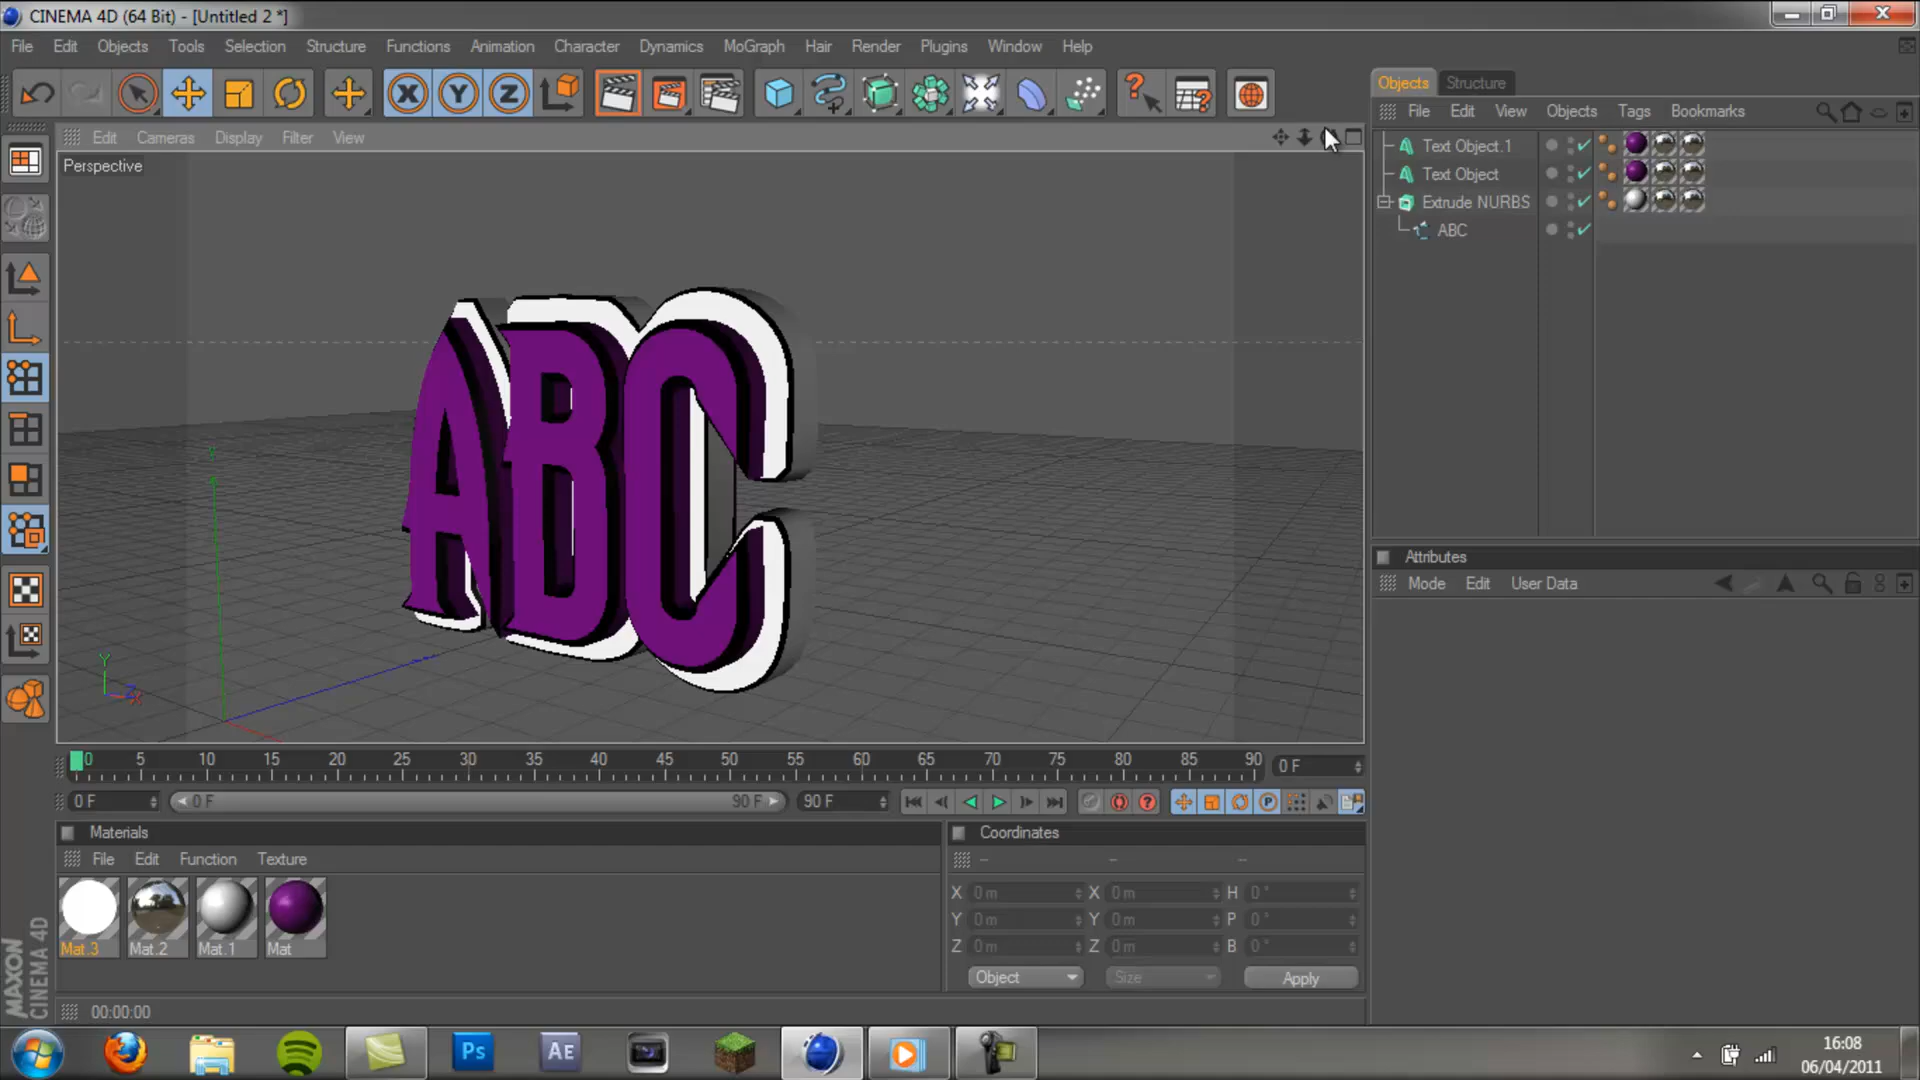 CINEMA 4D (64 Bit) - [Untitled 2 *]
File Edit Objects Tools Selection Structure Functions Animation Character Dynamics MoGraph Hair Render Plugins Window Help
X Y Z
Objects Structure
File Edit View Objects Tags Bookmarks
Edit Cameras Display Filter View
Perspective
Text Object.1
Text Object
Extrude NURBS
ABC
ABC
Y
Y
Z X
Attributes
Mode Edit User Data
0 5 10 15 20 25 30 35 40 45 50 55 60 65 70 75 80 85 90 0 F
0 F 0 F 90 F 90 F
P
Materials
File Edit Function Texture
Mat.3 Mat.2 Mat.1 Mat
Coordinates
-- -- --
X 0 m X 0 m H 0 °
Y 0 m Y 0 m P 0 °
Z 0 m Z 0 m B 0 °
Object Size Apply
MAXON
CINEMA 4D
00:00:00
Ps AE
16:08
06/04/2011